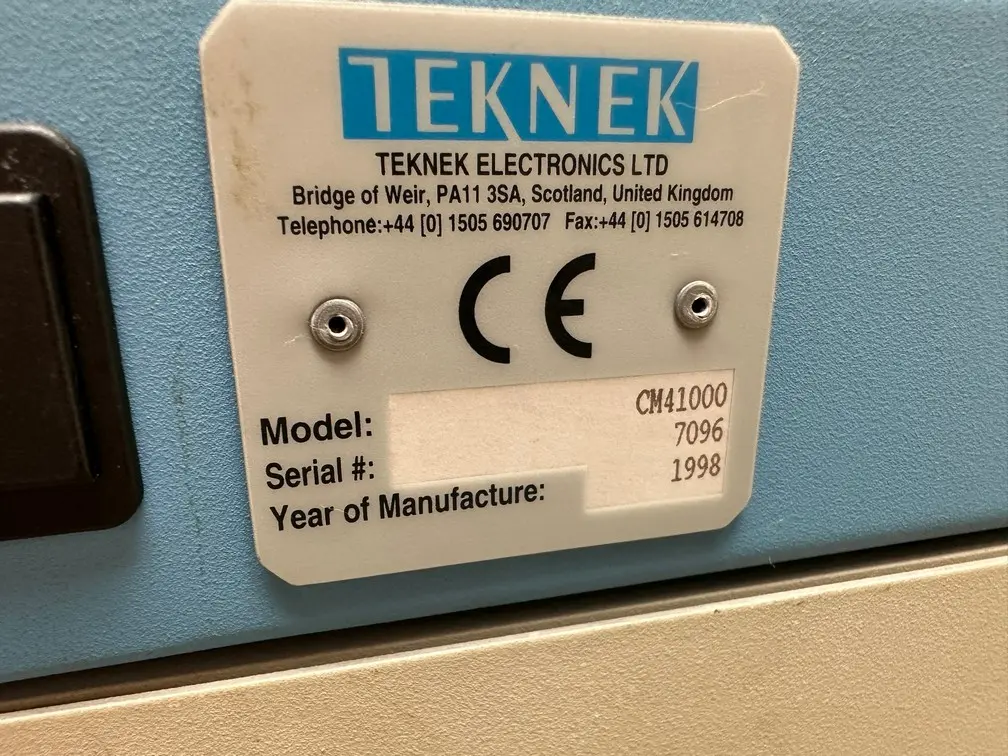 TEKNEK
TEKNEK ELECTRONICS LTD
Bridge of Weir, PA11 3SA, Scotland, United Kingdom
Telephone:+44 [0] 1505 690707 Fax:+44 [0] 1505 614708
CE
Model: CM41000
Serial #: 7096
Year of Manufacture: 1998